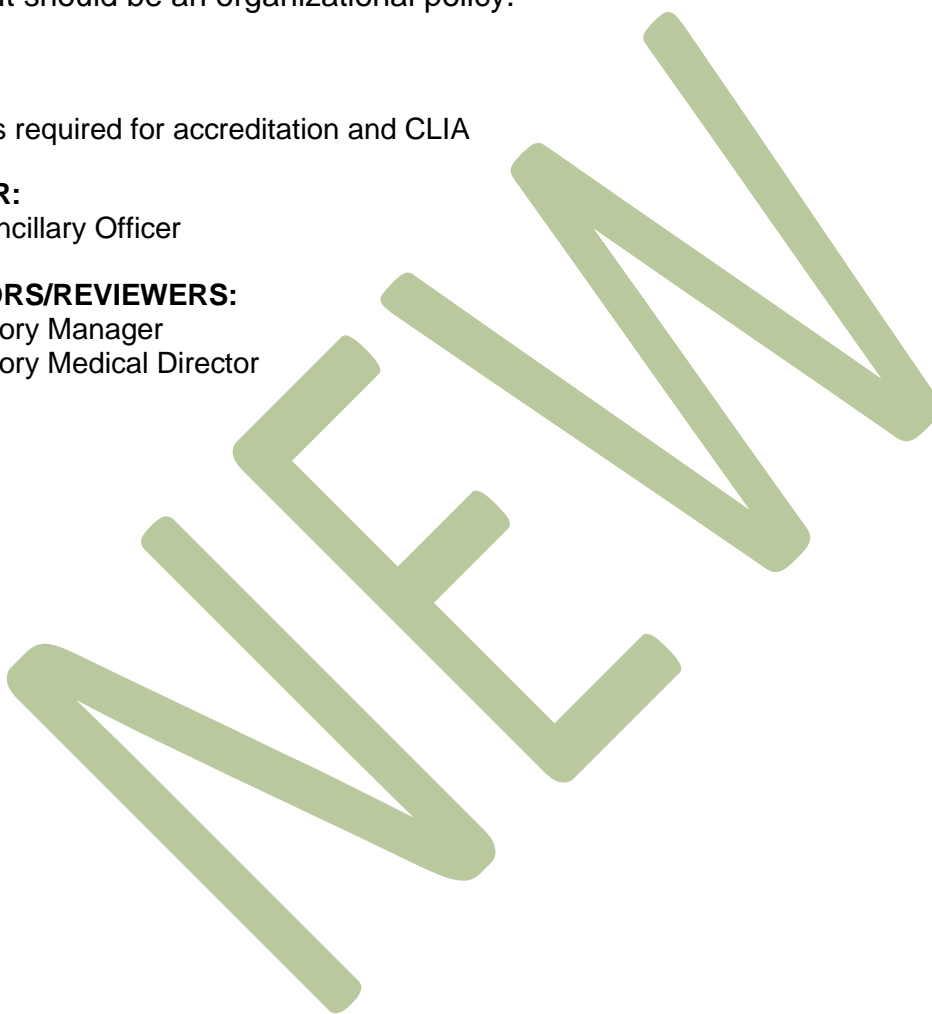 it should be an organizational policy.
s required for accreditation and CLIA
R:
ncillary Officer
ORS/REVIEWERS:
ory Manager
ory Medical Director
NEW